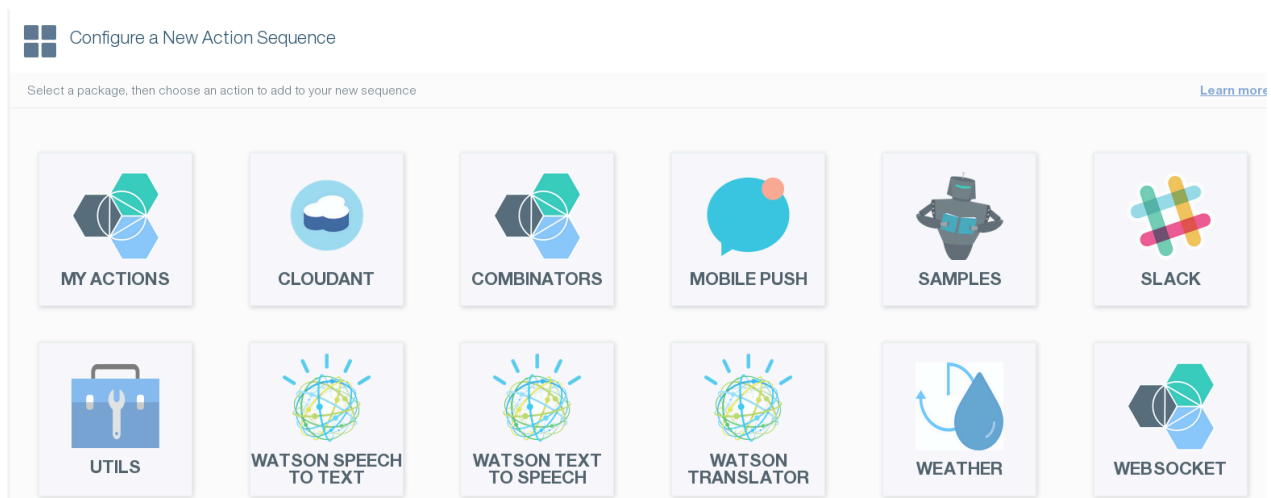 Configure a New Action Sequence
Select a package, then choose an action to add to your new sequence
Learn more
MY ACTIONS
CLOUDANT
COMBINATORS
MOBILE PUSH
SAMPLES
SLACK
UTILS
WATSON SPEECH
TO TEXT
WATSON TEXT
TO SPEECH
WATSON
TRANSLATOR
WEATHER
WEBSOCKET